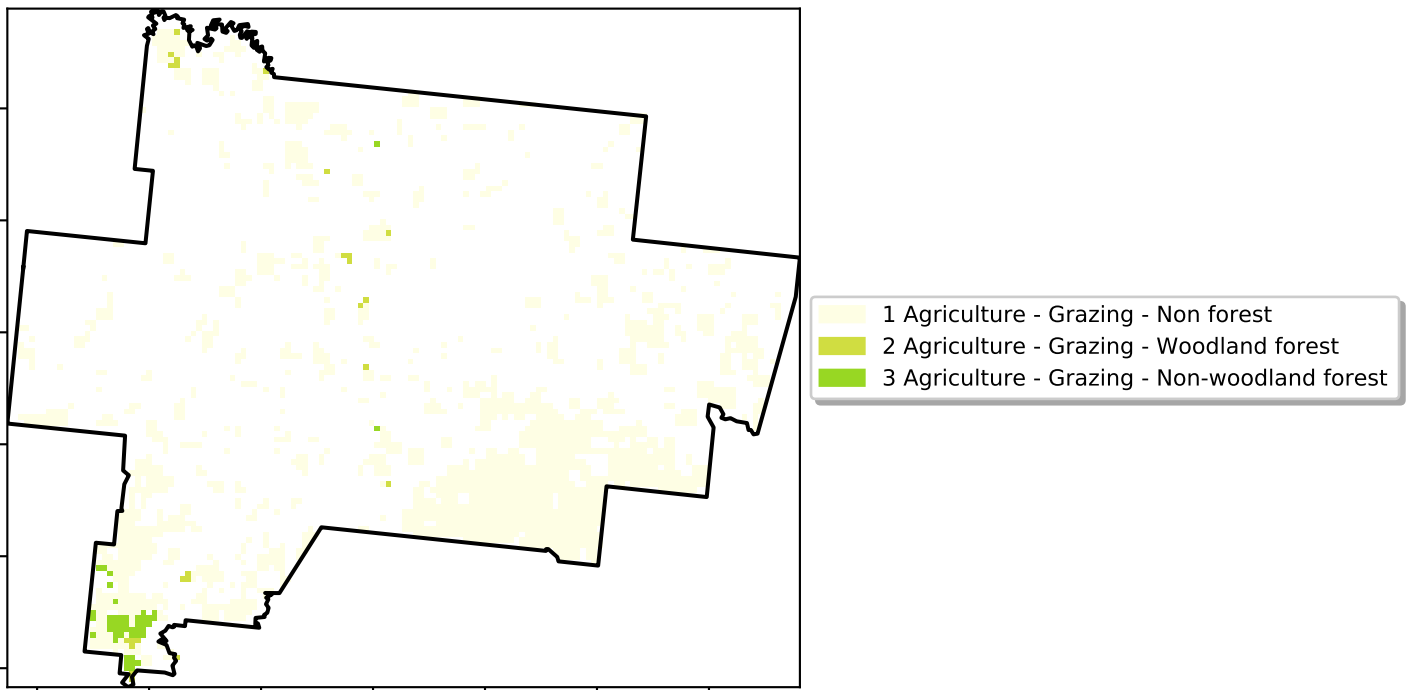 1 Agriculture - Grazing - Non forest
2 Agriculture - Grazing - Woodland forest
3 Agriculture - Grazing - Non-woodland forest